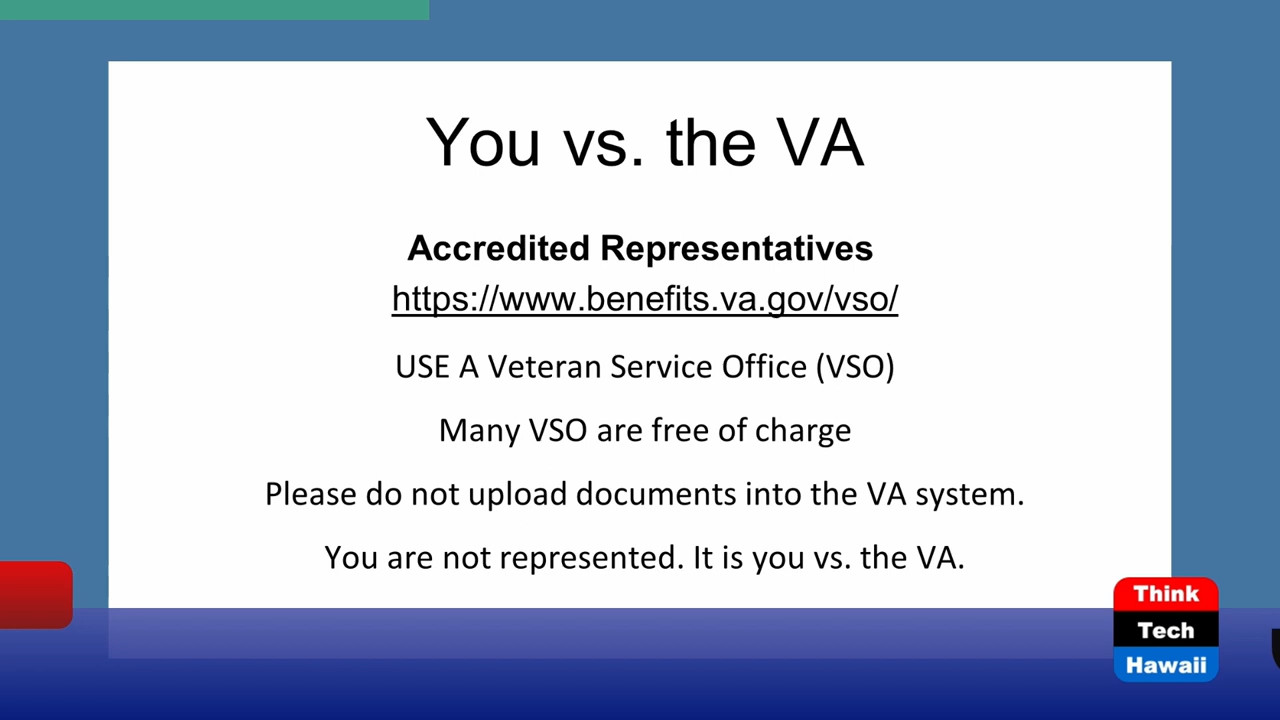 You vs. the VA
Accredited Representatives
https://www.benefits.va.gov/vso/
USE A Veteran Service Office (VSO)
Many VSO are free of charge
Please do not upload documents into the VA system.
You are not represented. It is you vs. the VA.
Think
Tech
Hawaii